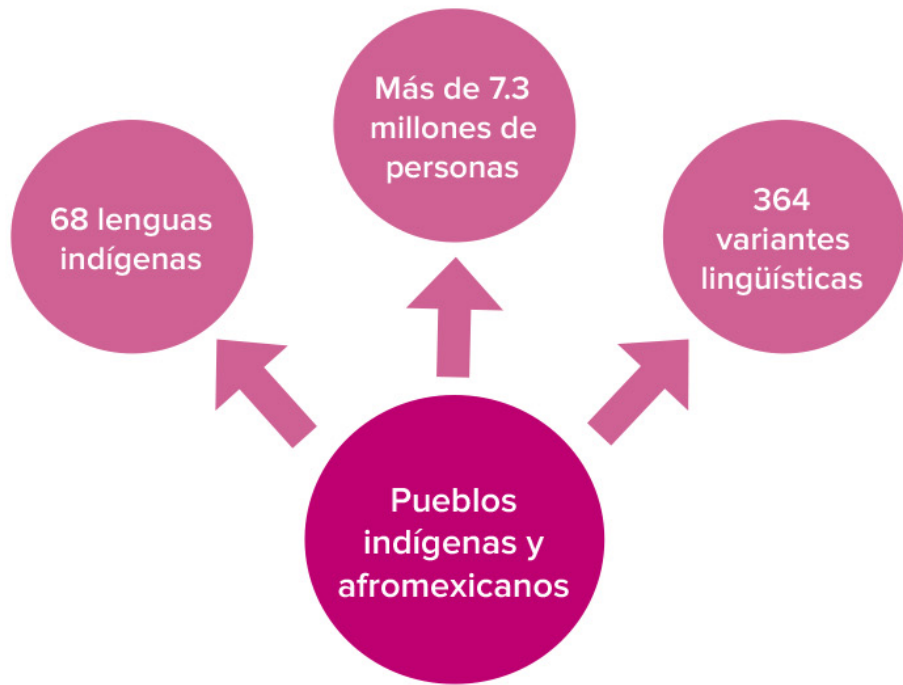 68 lenguas
indígenas
Más de 7.3
millones de
personas
364
variantes
lingüísticas
Pueblos
indígenas y
afromexicanos